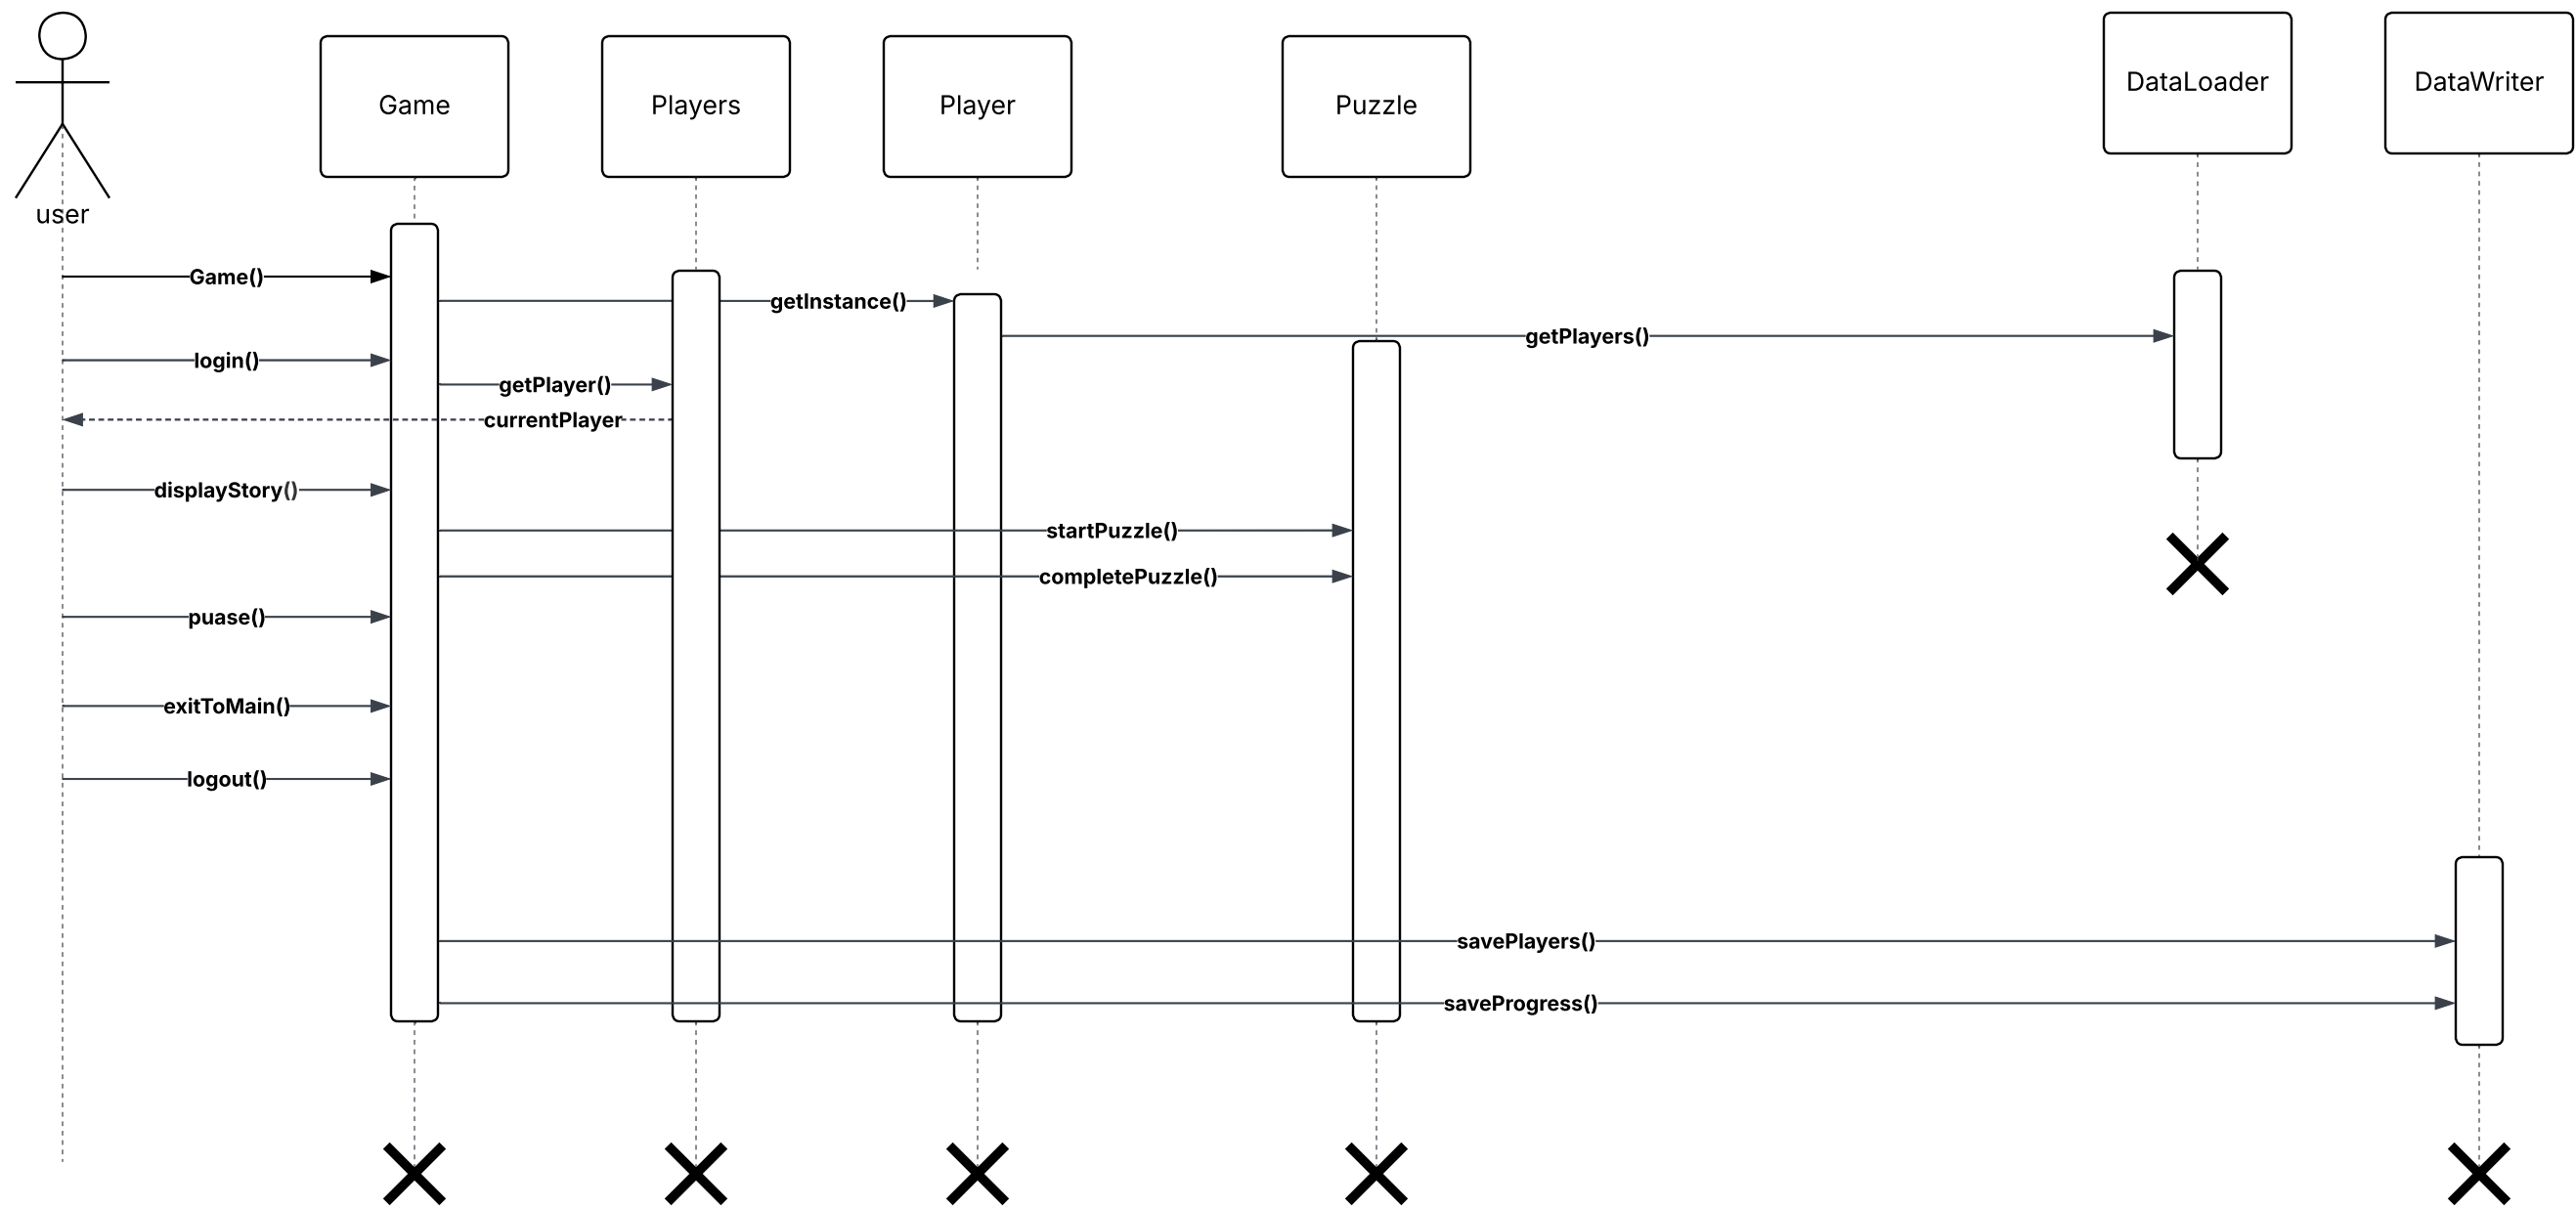 Game
Players
Player
Puzzle
DataLoader
DataWriter
user
Game()
getInstance()
getPlayers()
login()
getPlayer()
currentPlayer
displayStory()
startPuzzle()
completePuzzle()
puase()
exitToMain()
logout()
savePlayers()
saveProgress()